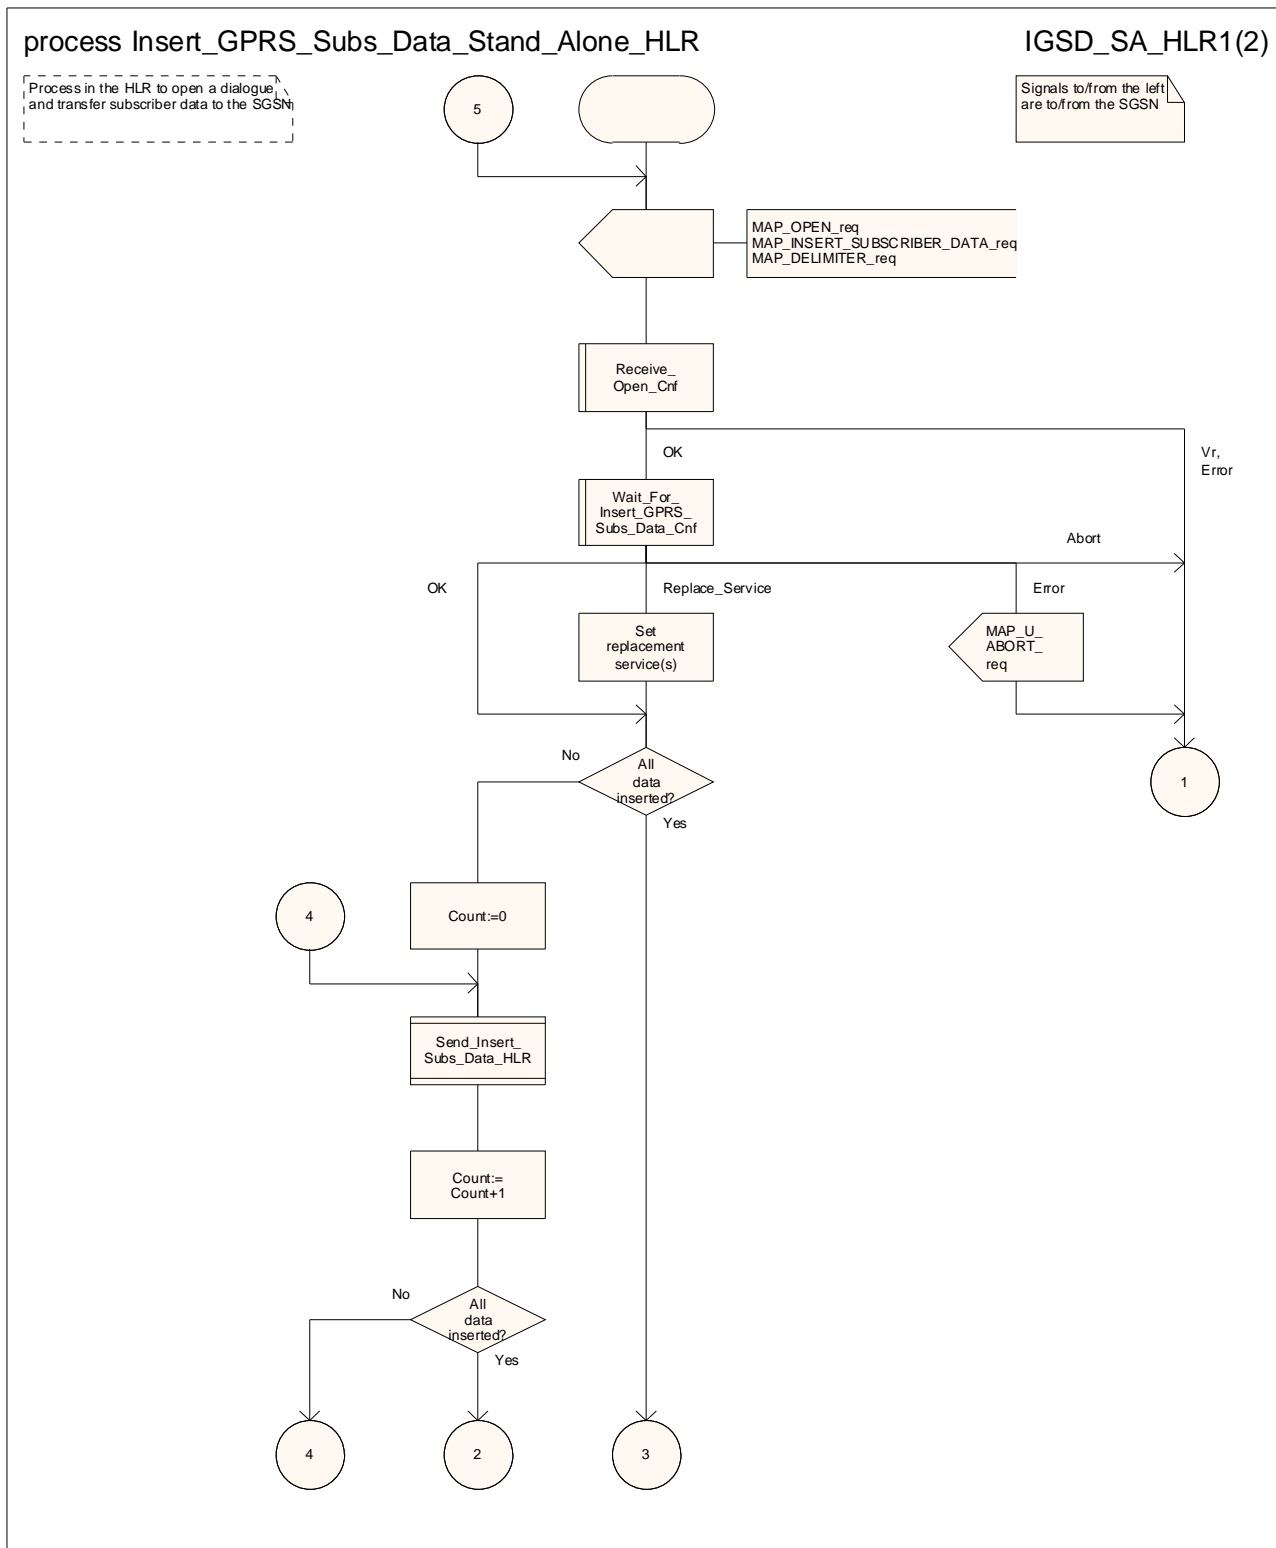 process Insert_GPRS_Subs_Data_Stand_Alone_HLR
IGSD_SA_HLR1(2)
Process in the HLR to open a dialogue
and transfer subscriber data to the SGSN
5
Signals to/from the left
are to/from the SGSN
MAP_OPEN_req
MAP_INSERT_SUBSCRIBER_DATA_req
MAP_DELIMITER_req
Receive_
Open_Cnf
OK
Vr,
Error
Wait_For_
Insert_GPRS_
Subs_Data_Cnf
Abort
OK
Replace_Service
Error
Set
replacement
service(s)
MAP_U_
ABORT_
req
No
All
data
inserted?
Yes
1
4
Count:=0
Send_Insert_
Subs_Data_HLR
Count:=
Count+1
No
All
data
inserted?
Yes
4
2
3